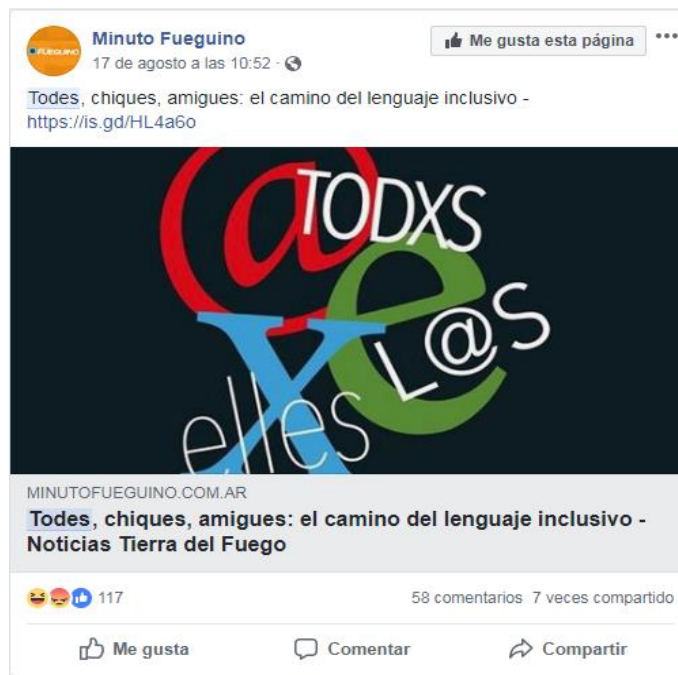 FUEGUINO
Minuto Fueguino
Me gusta esta página
17 de agosto a las 10:52 ·
Todes, chiques, amigues: el camino del lenguaje inclusivo -
https://is.gd/HL4a6o
@
TODXS
e
L@S
x
elles
MINUTOFUEGUINO.COM.AR
Todes, chiques, amigues: el camino del lenguaje inclusivo -
Noticias Tierra del Fuego
117
58 comentarios 7 veces compartido
Me gusta
Comentar
Compartir